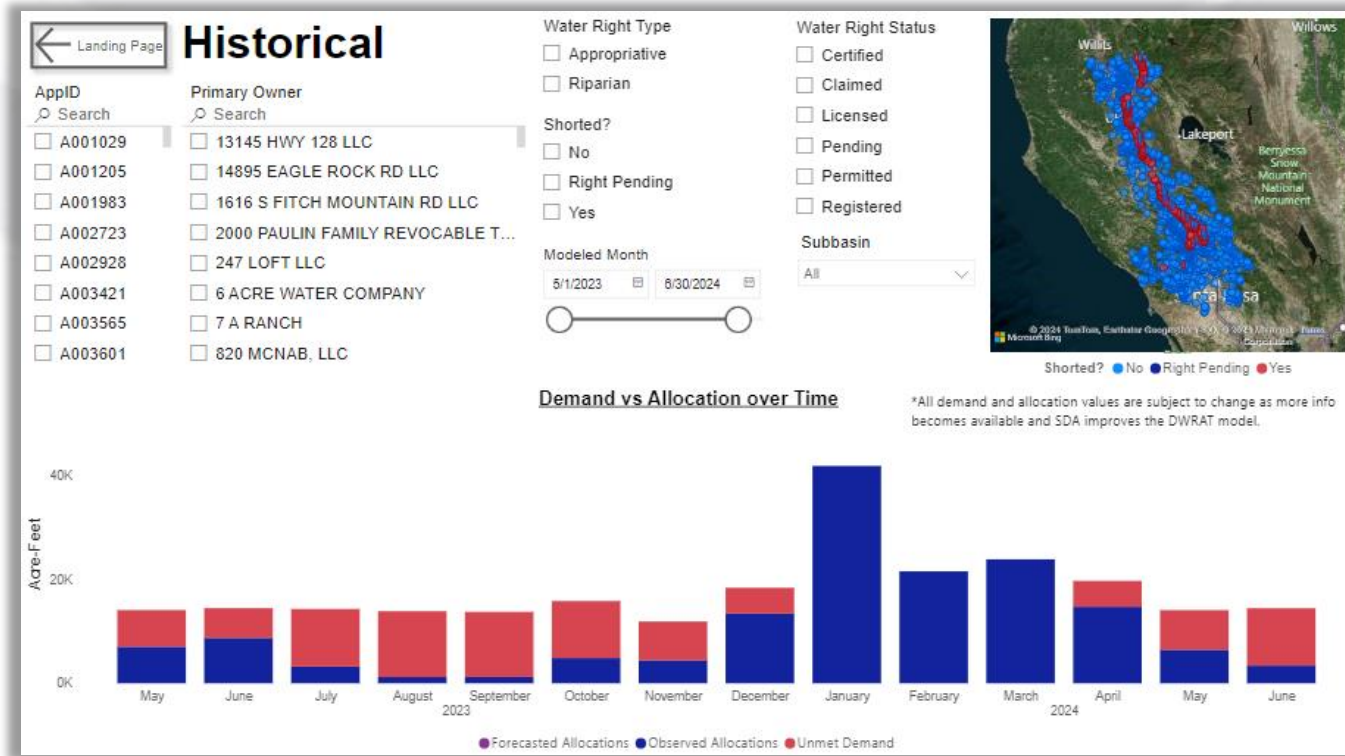 Landing Page
Historical
AppID
Search
A001029
A001205
A001983
A002723
A002928
A003421
A003565
A003601
Primary Owner
Search
13145 HWY 128 LLC
14895 EAGLE ROCK RD LLC
1616 S FITCH MOUNTAIN RD LLC
2000 PAULIN FAMILY REVOCABLE T...
247 LOFT LLC
6 ACRE WATER COMPANY
7 A RANCH
820 MCNAB, LLC
Water Right Type
Appropriative
Riparian
Shorted?
No
Right Pending
Yes
Modeled Month
5/1/2023 6/30/2024
Water Right Status
Certified
Claimed
Licensed
Pending
Permitted
Registered
Subbasin
All
Willits
Willows
Lakeport
Berryessa
Snow
Mountain
National
Monument
Microsoft Bing
© 2024 TomTom, Earthstar
Corporation
Shorted? No Right Pending Yes
Demand vs Allocation over Time
*All demand and allocation values are subject to change as more info
becomes available and SDA improves the DWRAT model.
Acre-Feet
40K
20K
0K
May June July August September October November December January February March April May June
2023 2024
Forecasted Allocations Observed Allocations Unmet Demand